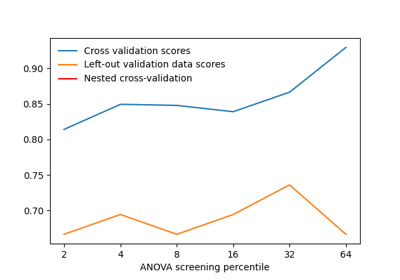 Cross validation scores
Left-out validation data scores
Nested cross-validation
0.90
0.85
0.80
0.75
0.70
2 4 8 16 32 64
ANOVA screening percentile